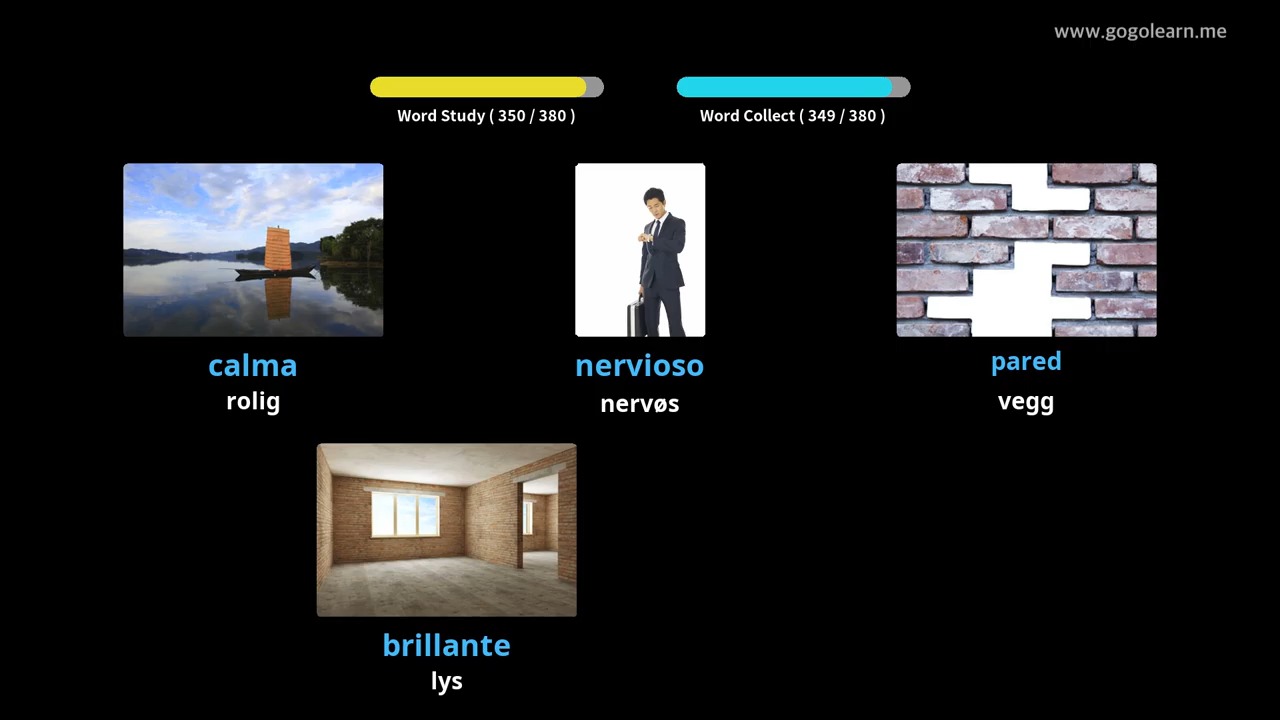 www.gogolearn.me
Word Study ( 350 / 380 )
Word Collect ( 349 / 380 )
calma
rolig
nervioso
nervøs
pared
vegg
brillante
lys